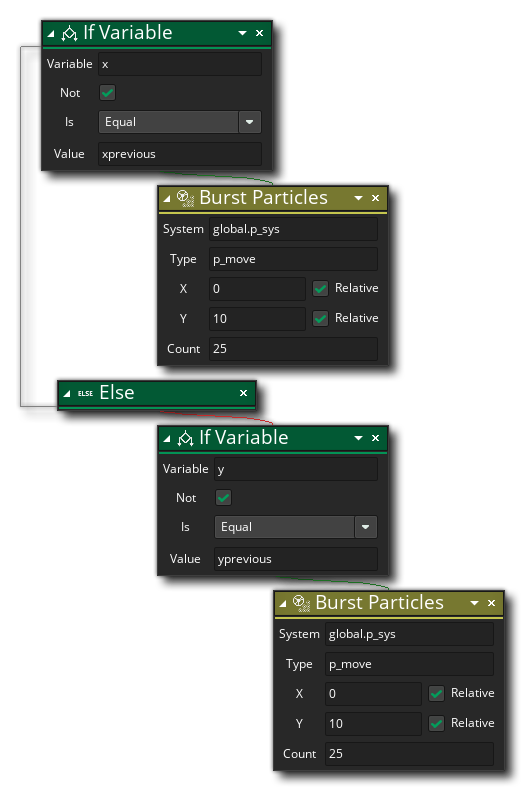 If Variable
Variable x
Not
Is Equal
Value xprevious
Burst Particles
System global.p_sys
Type p_move
X 0 Relative
Y 10 Relative
Count 25
ELSE Else
If Variable
Variable y
Not
Is Equal
Value yprevious
Burst Particles
System global.p_sys
Type p_move
X 0 Relative
Y 10 Relative
Count 25